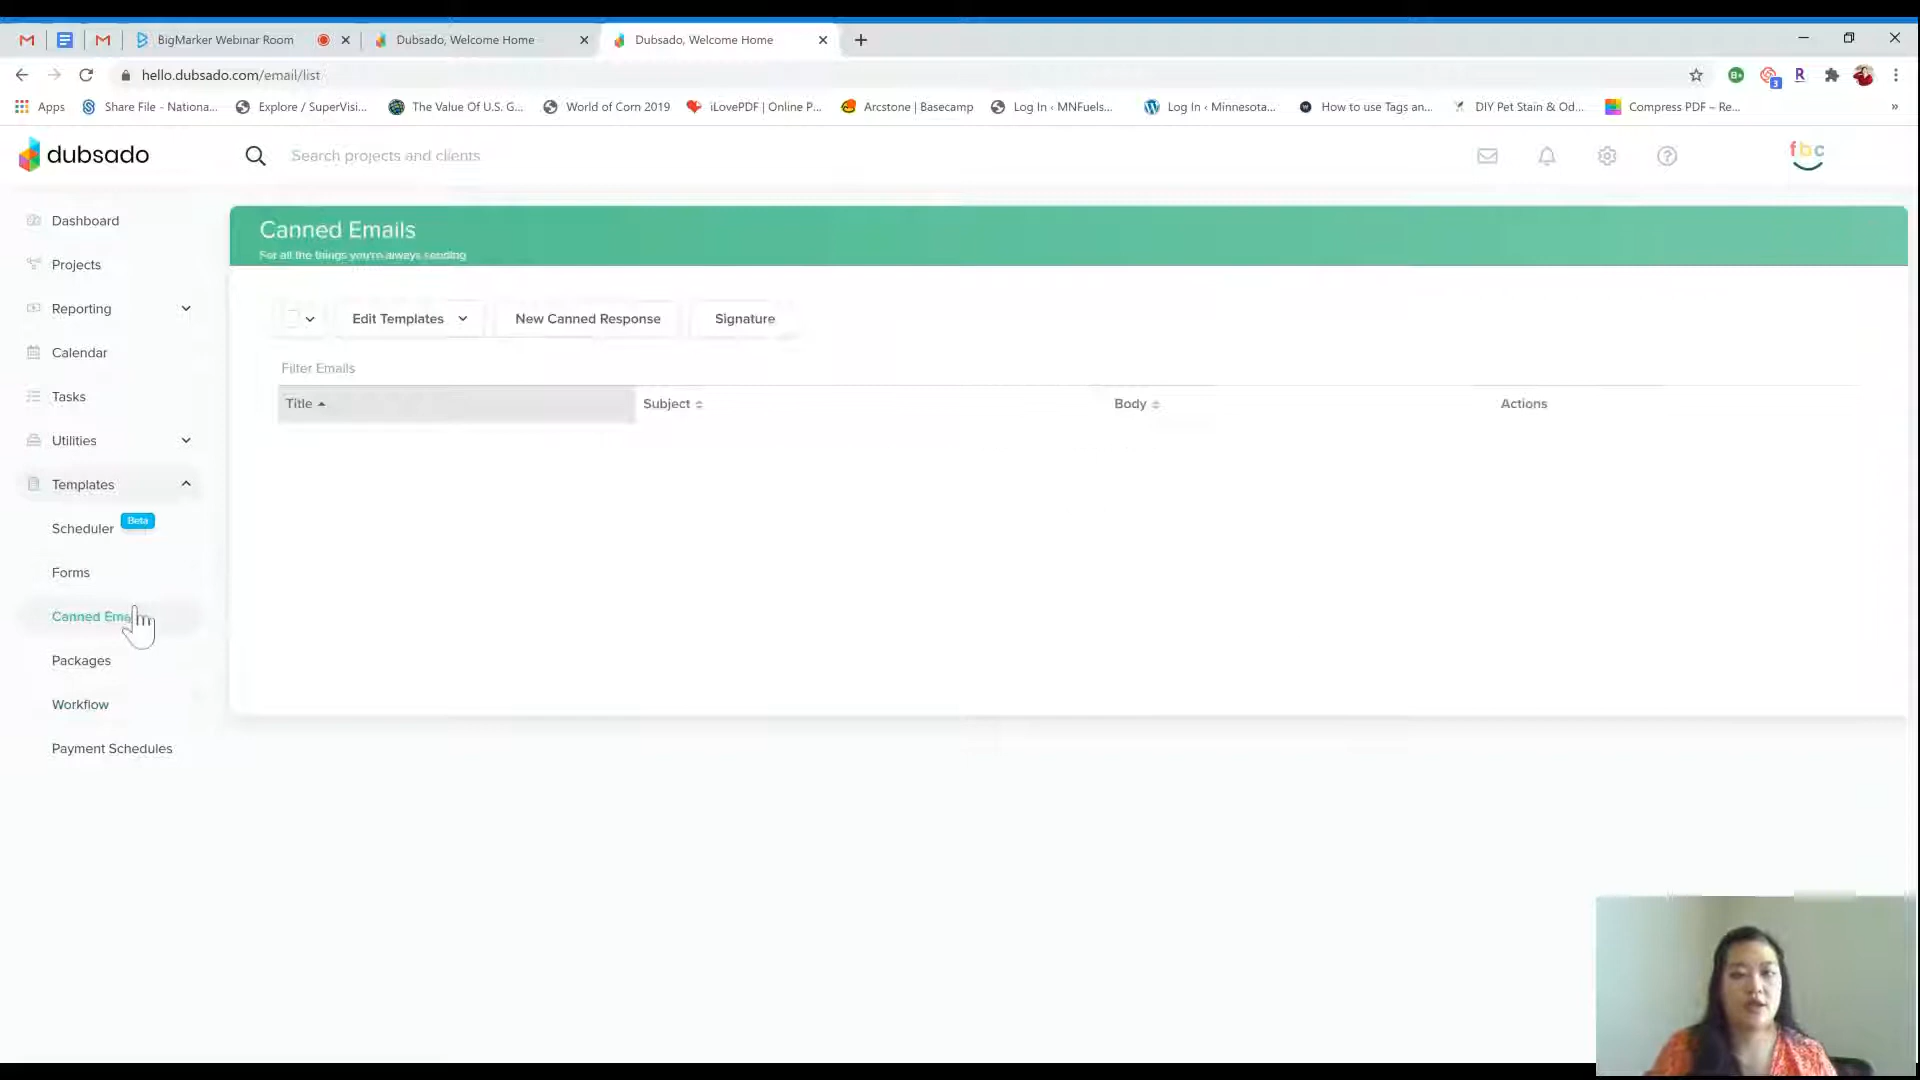 BigMarker Webinar Room
Dubsado, Welcome Home
Dubsado, Welcome Home
hello.dubsado.com/email/list
Apps
Share File - Nationa...
Explore / SuperVisi...
The Value Of U.S. G...
World of Corn 2019
iLovePDF | Online P...
Arcstone | Basecamp
Log In ‹ MNFuels...
Log In ‹ Minnesota...
How to use Tags an...
DIY Pet Stain & Od...
Compress PDF – Re...
dubsado
Search projects and clients
fbc
Dashboard
Projects
Reporting
Calendar
Tasks
Utilities
Templates
Scheduler Beta
Forms
Canned Ema
Packages
Workflow
Payment Schedules
Canned Emails
For all the things you're always sending
Edit Templates
New Canned Response
Signature
Filter Emails
Title
Subject
Body
Actions
B+
3
R